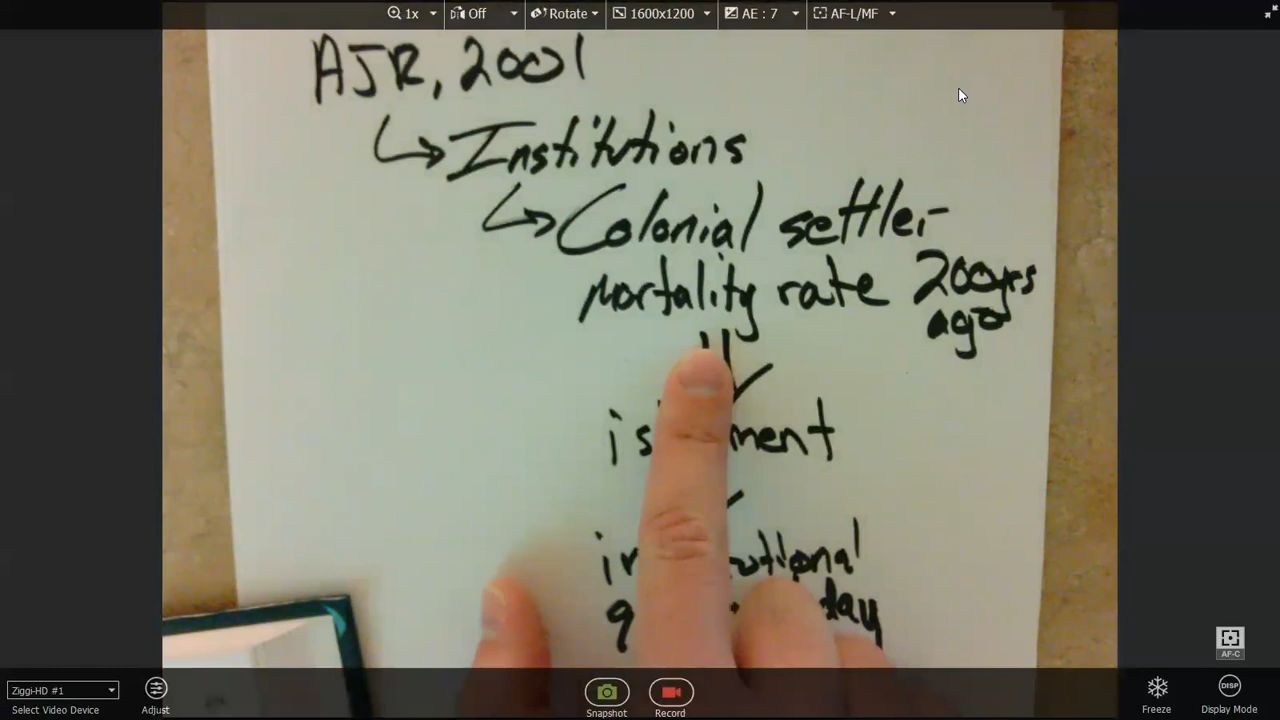 1x
Off
Rotate
1600x1200
AE : 7
AF-L/MF
AJR, 2001
Institutions
Colonial settler
mortality rate 200yrs
ago
Ziggi-HD #1
Select Video Device
Adjust
Snapshot
Record
AF-C
DISP
Freeze
Display Mode